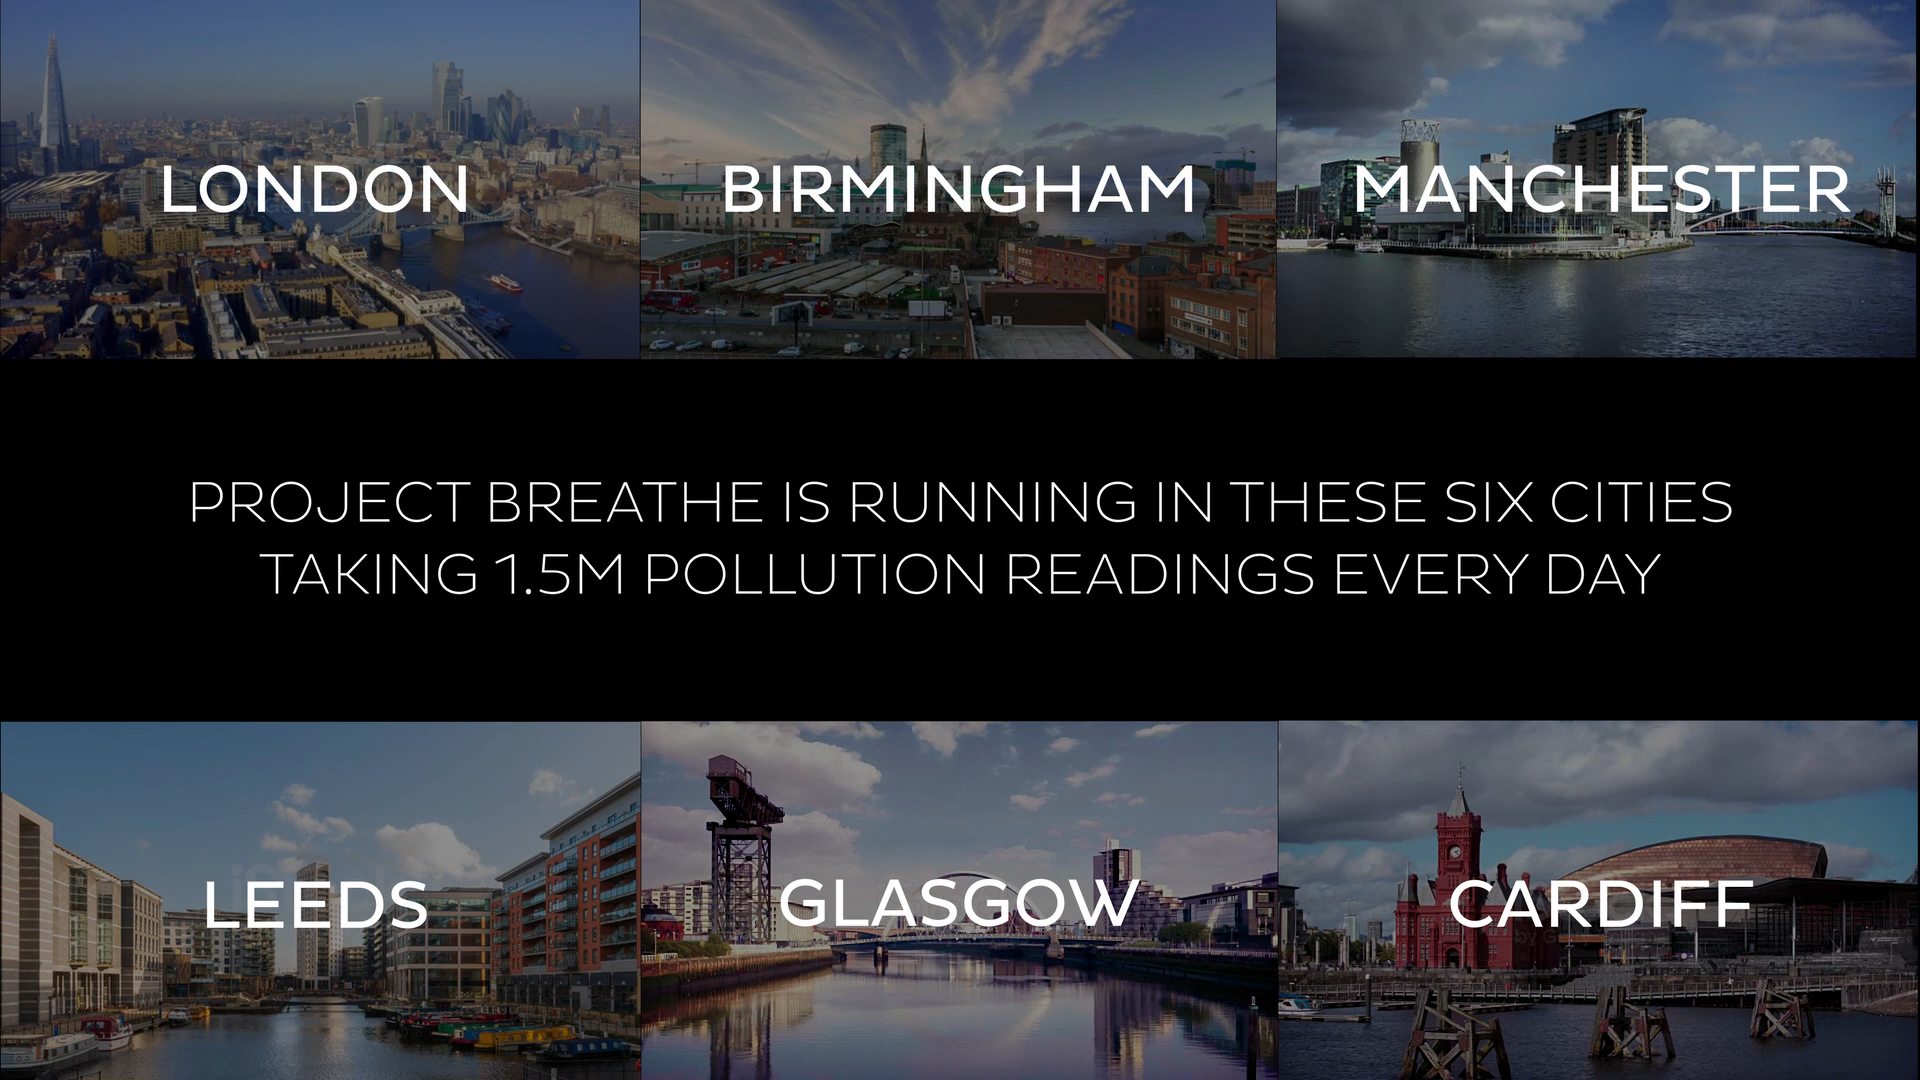 LONDON
BIRMINGHAM
MANCHESTER
PROJECT BREATHE IS RUNNING IN THESE SIX CITIES
TAKING 1.5M POLLUTION READINGS EVERY DAY
LEEDS
GLASGOW
CARDIFF